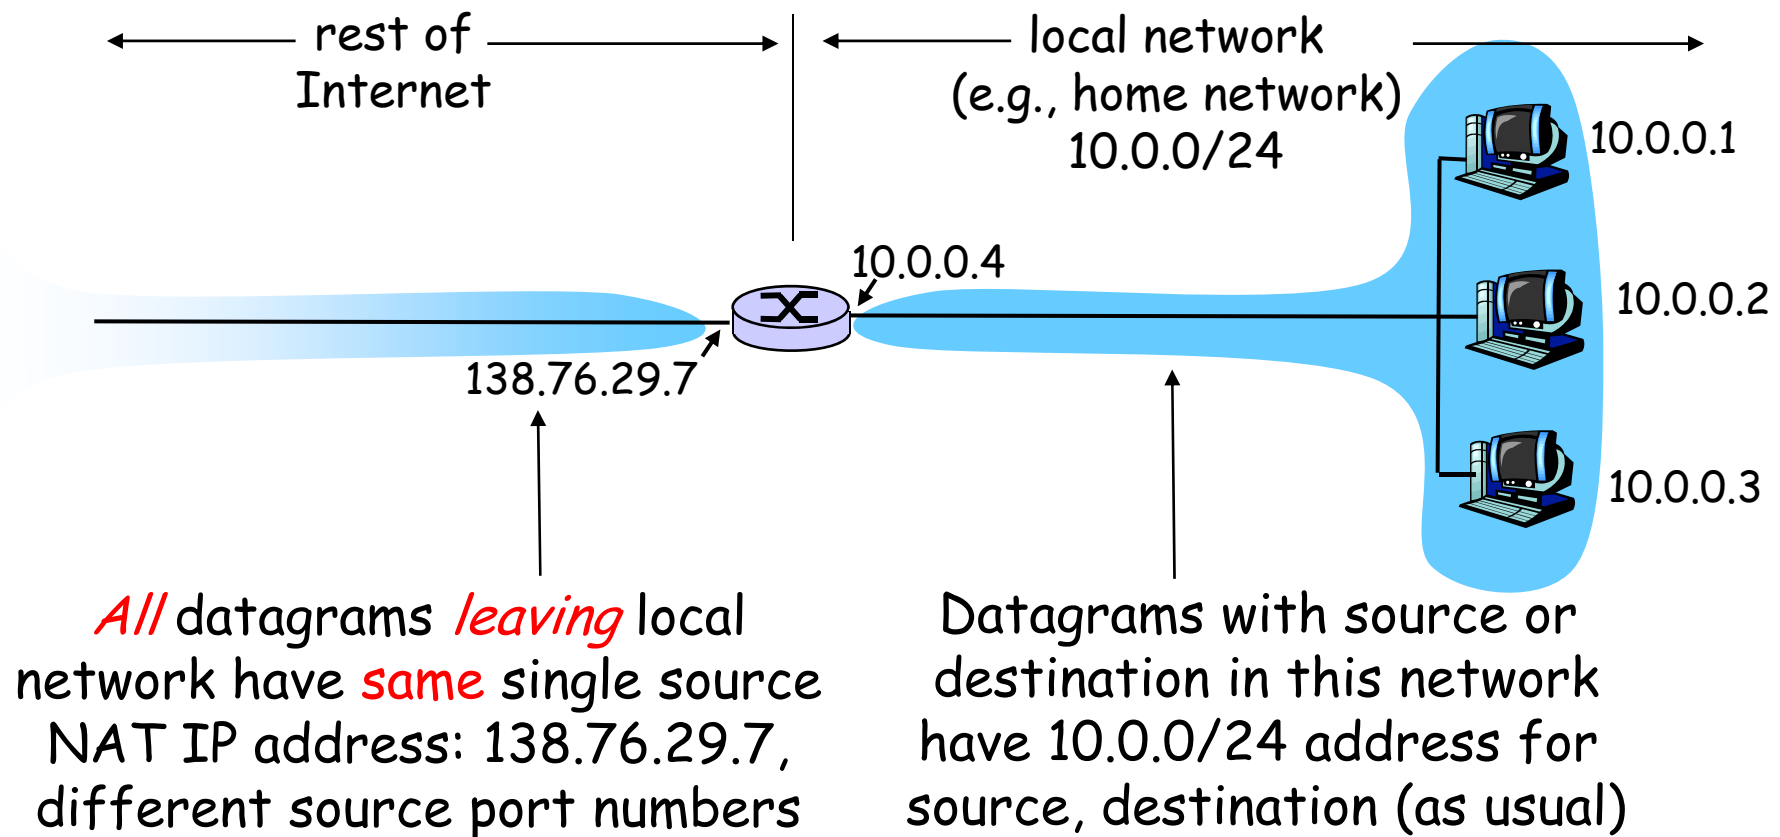 rest of
Internet
local network
(e.g., home network)
10.0.0/24
10.0.0.1
10.0.0.4
10.0.0.2
138.76.29.7
10.0.0.3
All datagrams leaving local
network have same single source
NAT IP address: 138.76.29.7,
different source port numbers
Datagrams with source or
destination in this network
have 10.0.0/24 address for
source, destination (as usual)